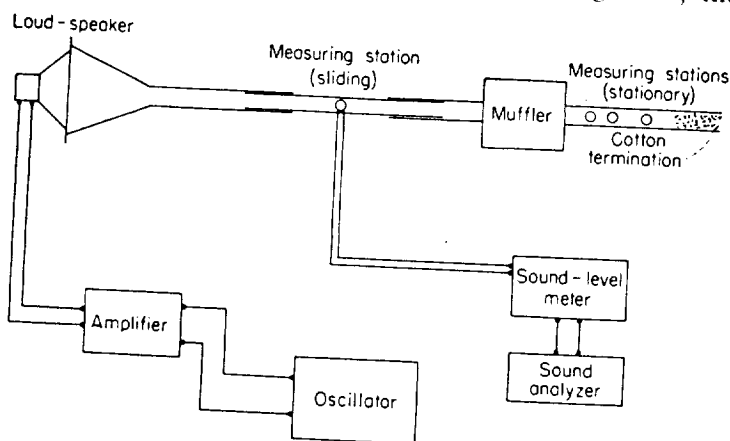 Loud-speaker
Measuring station
(sliding)
Measuring stations
(stationary)
Muffler
Cotton
termination
Sound-level
meter
Amplifier
Sound
analyzer
Oscillator